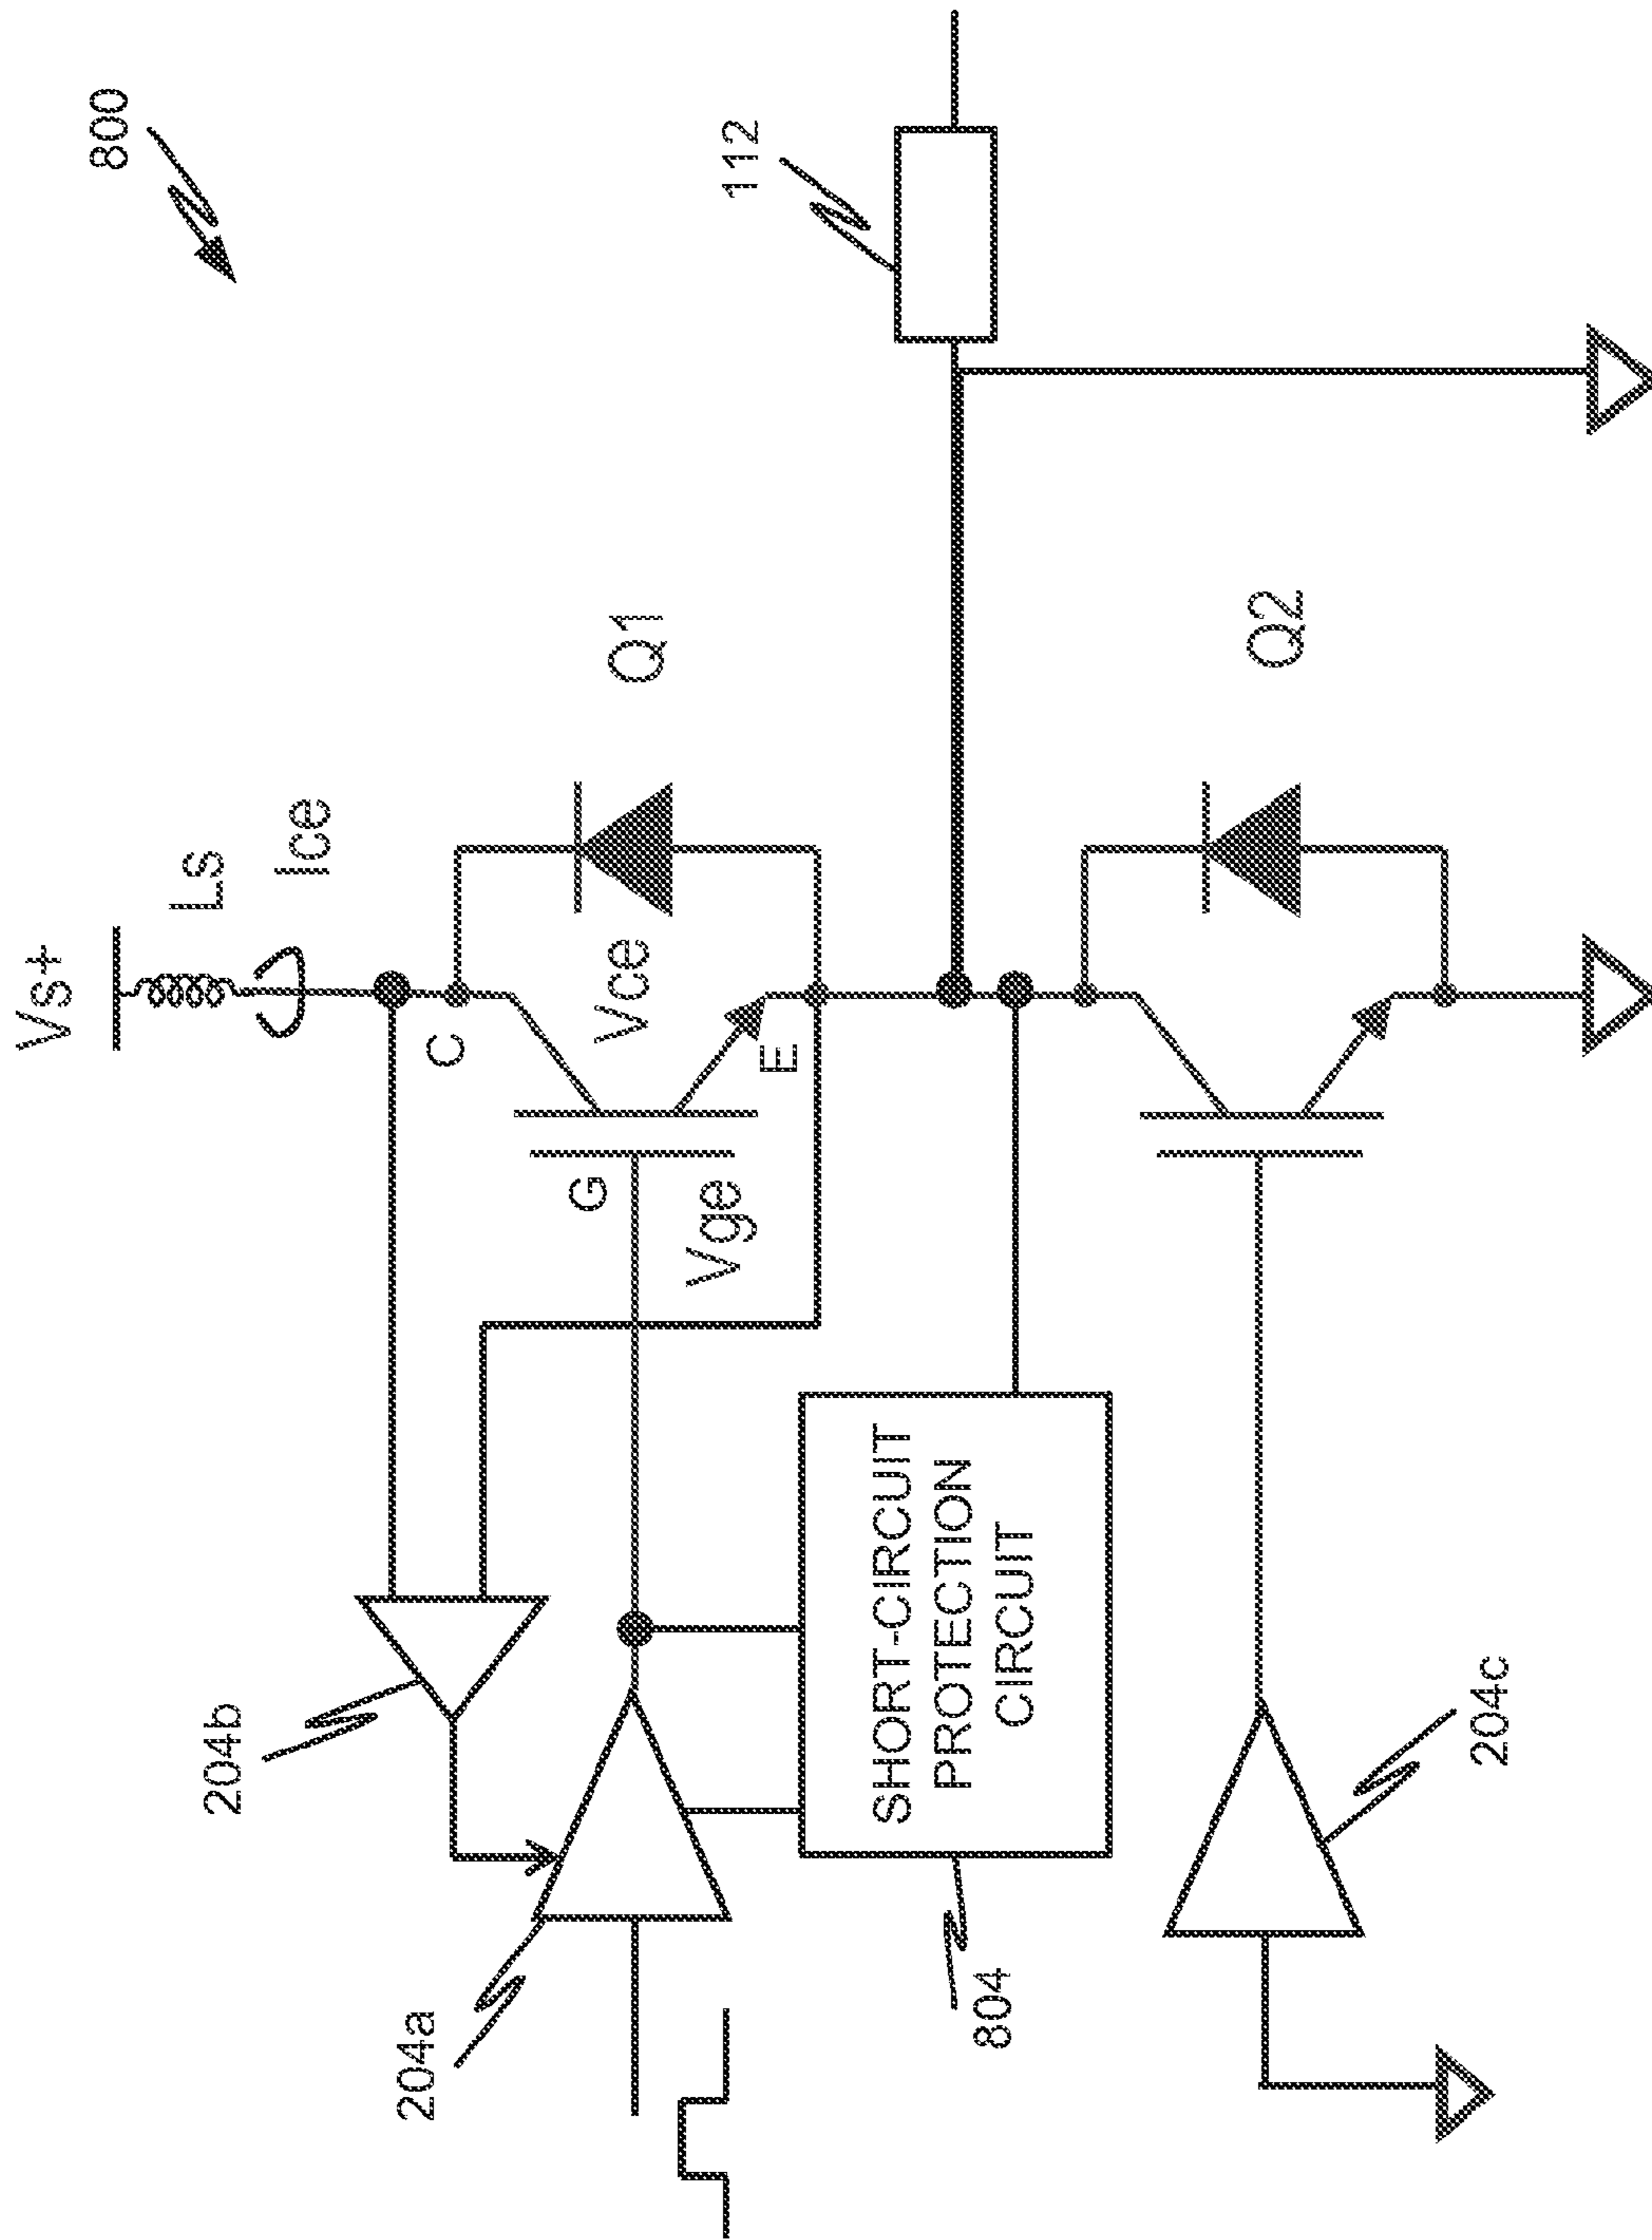 800
Vs+
Ls
Ice
112
C
Q1
Vce
G
E
Vge
204b
204a
SHORT-CIRCUIT
PROTECTION
CIRCUIT
804
Q2
204c